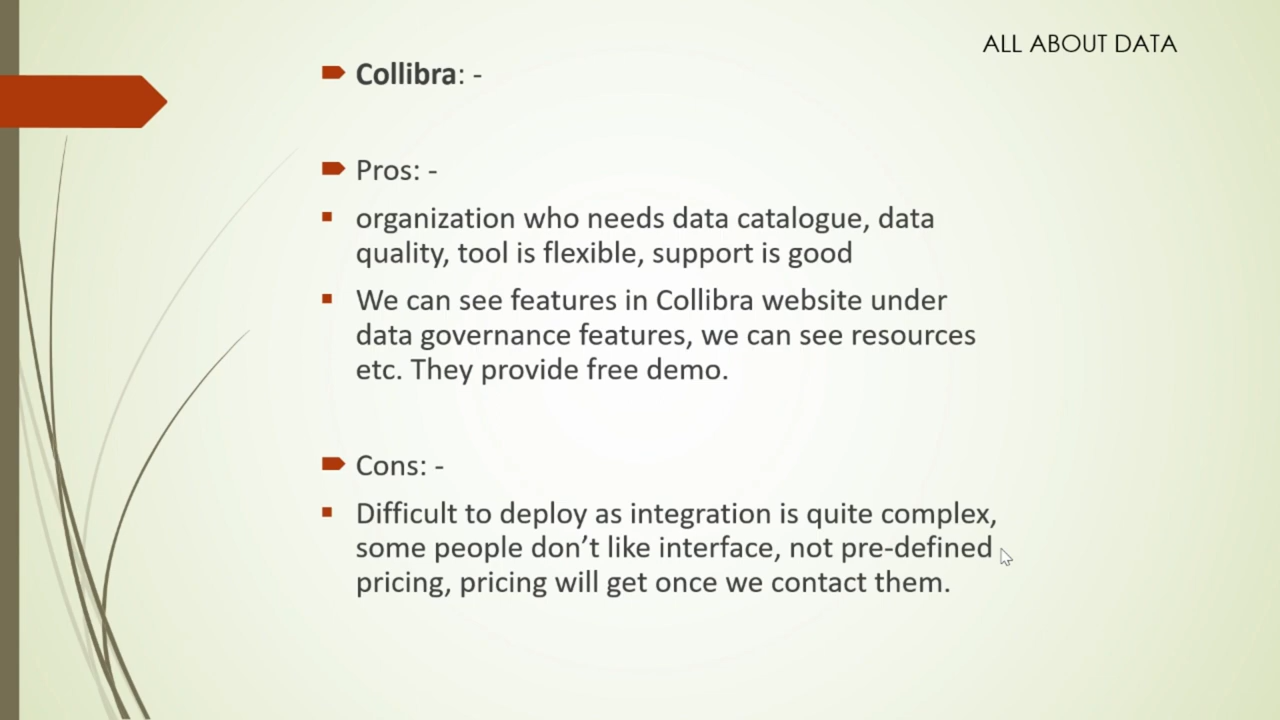 ALL ABOUT DATA
Collibra: -
Pros: -
organization who needs data catalogue, data
quality, tool is flexible, support is good
We can see features in Collibra website under
data governance features, we can see resources
etc. They provide free demo.
Cons: -
Difficult to deploy as integration is quite complex,
some people don’t like interface, not pre-defined
pricing, pricing will get once we contact them.